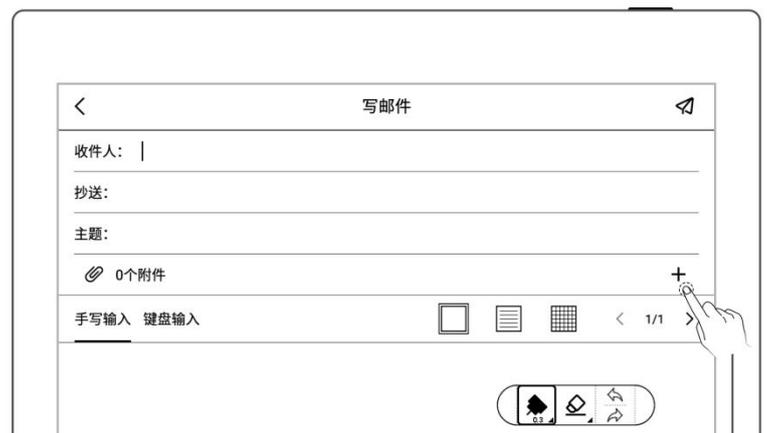 写邮件
收件人：
抄送：
主题：
0个附件
手写输入 键盘输入 1/1
0.3